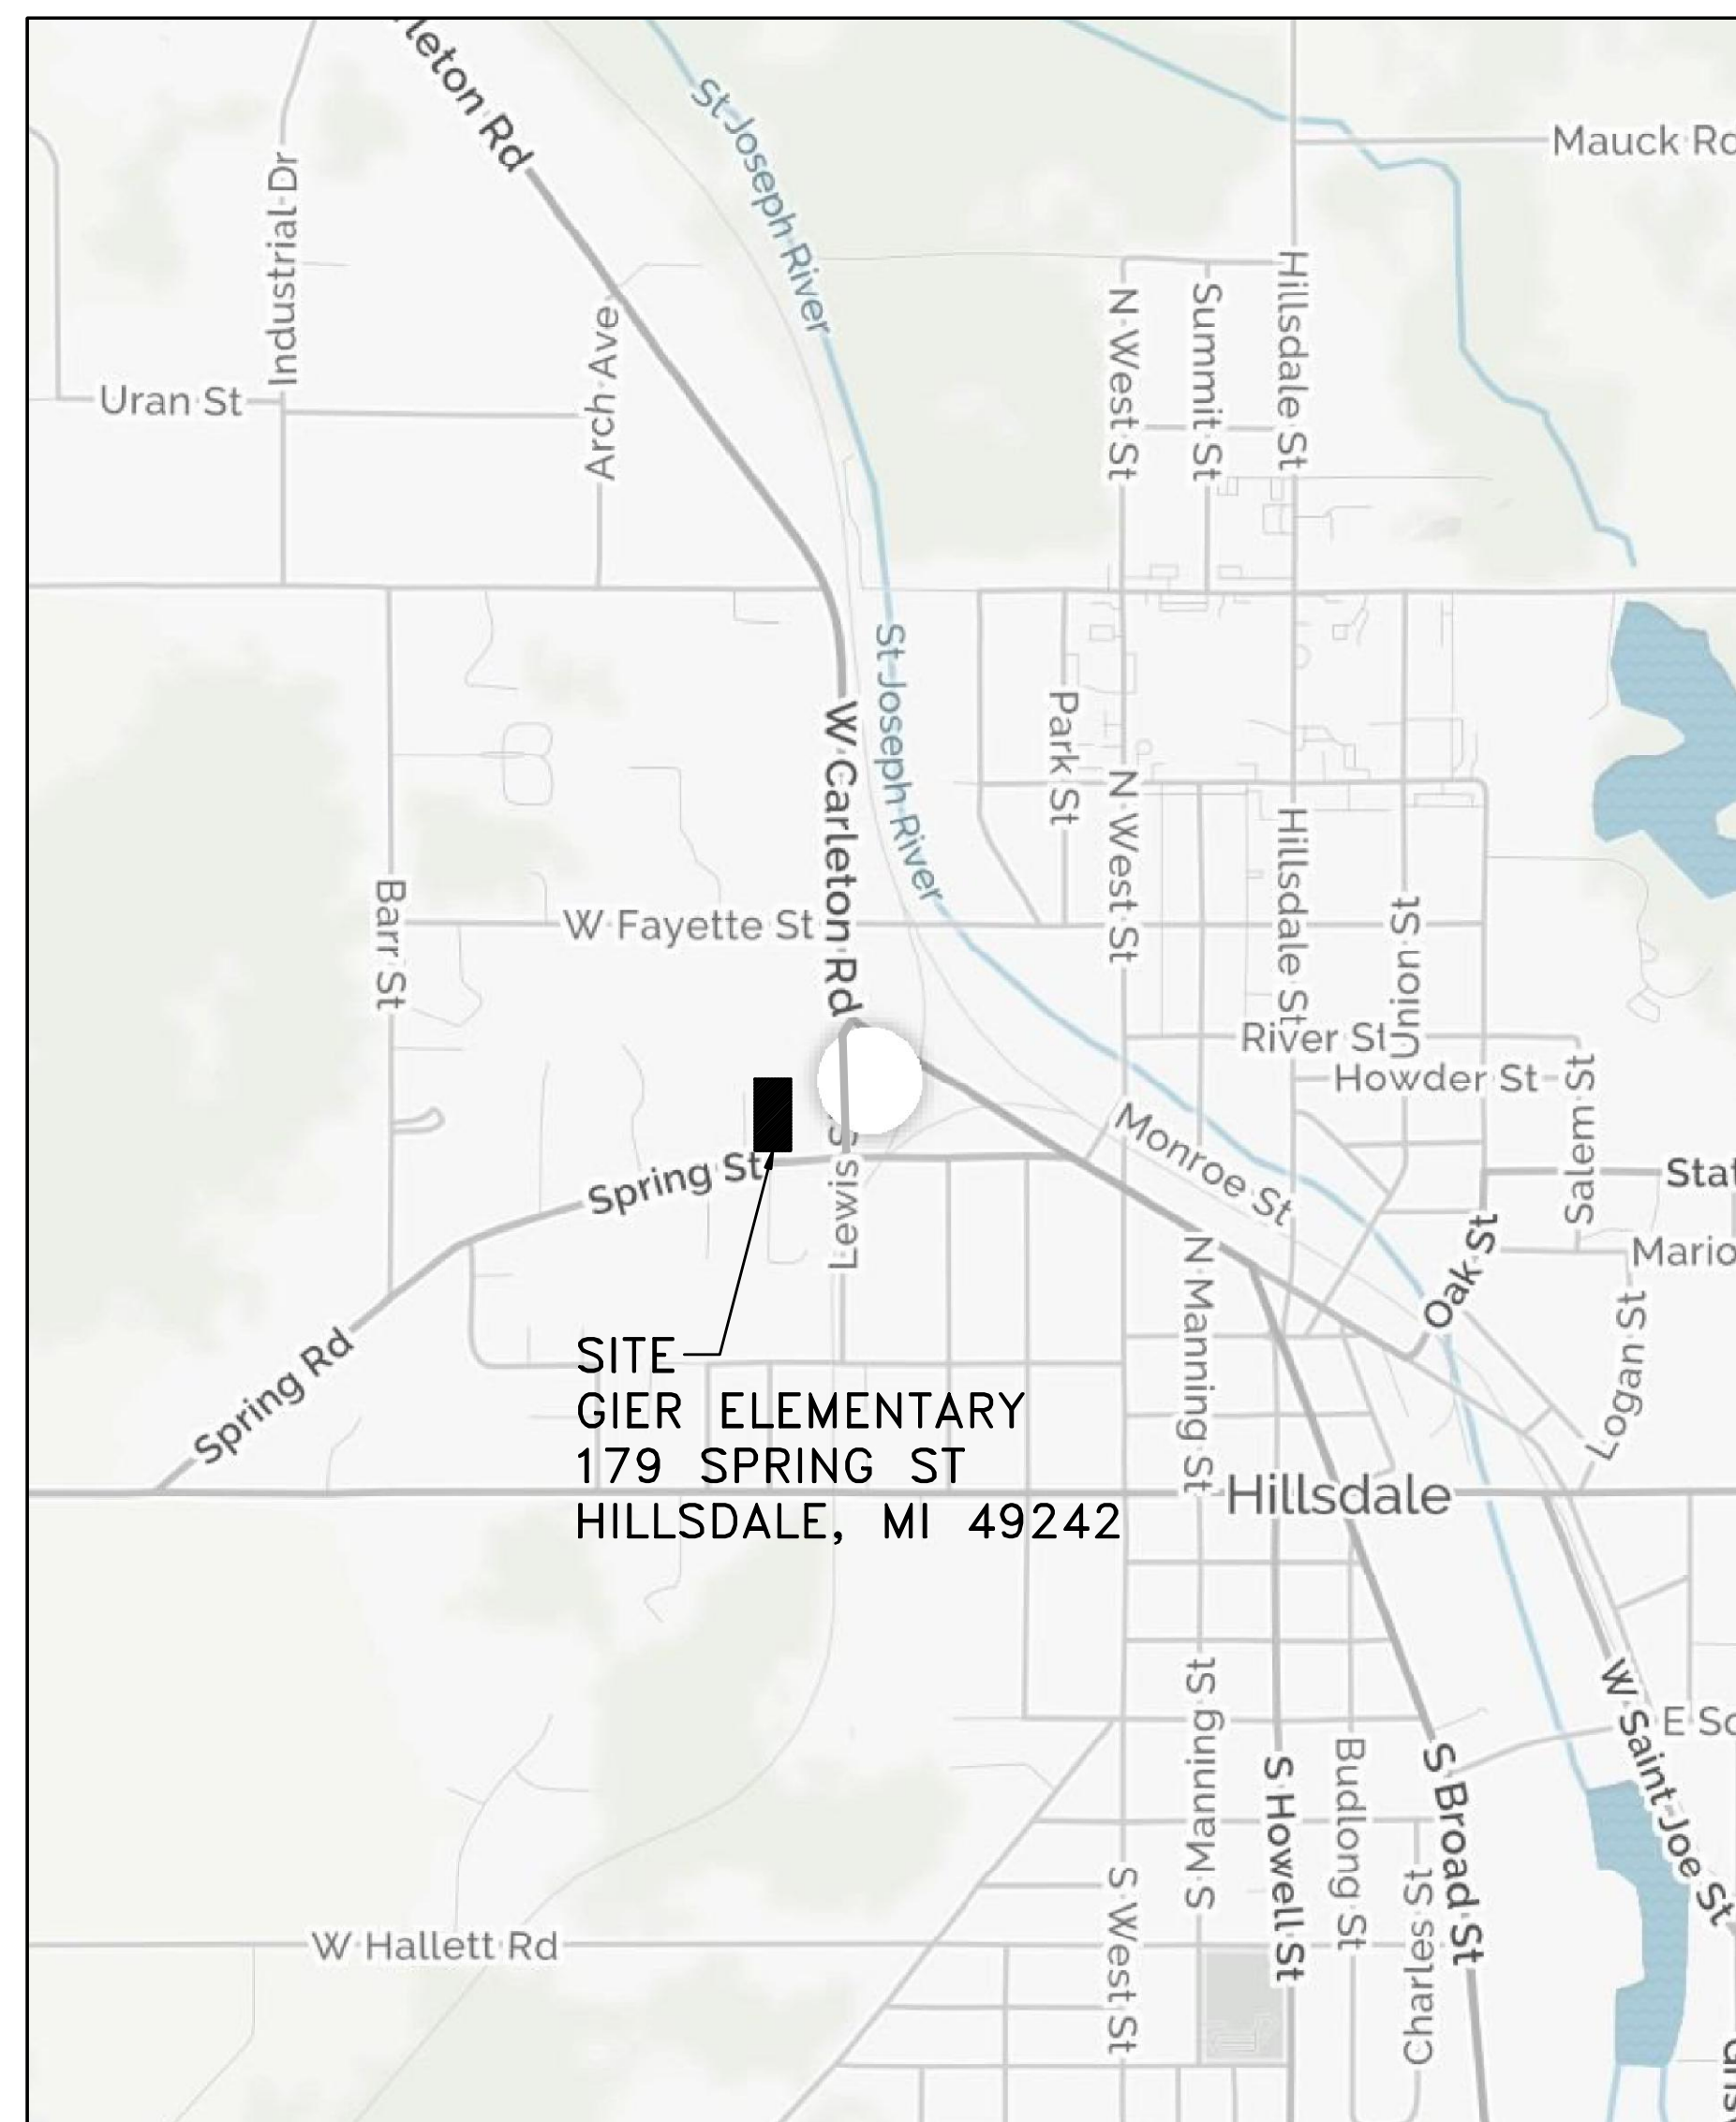 leton Rd
St Joseph River
Mauck Rd
Industrial Dr
Hillsdale St
N West St
Summit St
Arch Ave
Uran St
St Joseph River
Park St
W Carleton Rd
N West St
Hillsdale St
Barr St
W Fayette St
Union St
River St
Howder St
Salem St
Monroe St
Spring St
Lewis S
Stat
Oak St
Mario
N Manning St
Logan St
Spring Rd
SITE
GIER ELEMENTARY
179 SPRING ST
HILLSDALE, MI 49242
Hillsdale
S Manning St
W Saint Joe St
E So
S Howell St
Budlong St
S Broad St
S West St
Charles St
W Hallett Rd